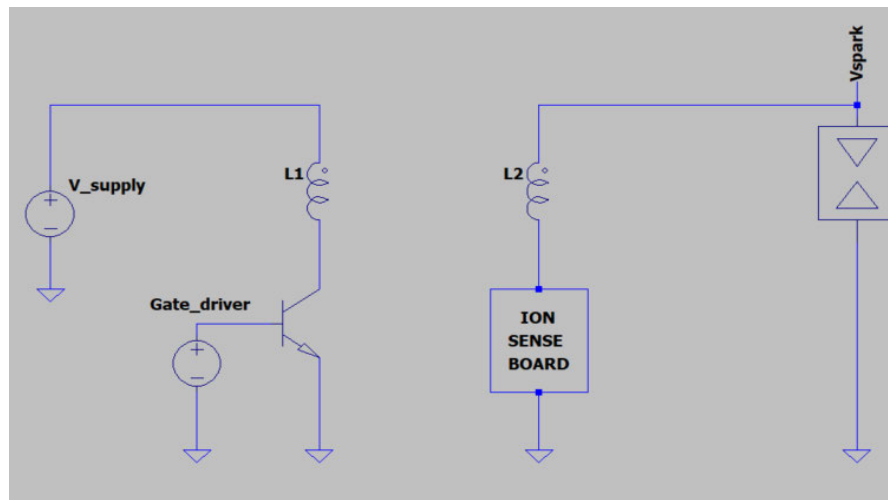 Vspark
L1
L2
V_supply
Gate_driver
ION
SENSE
BOARD